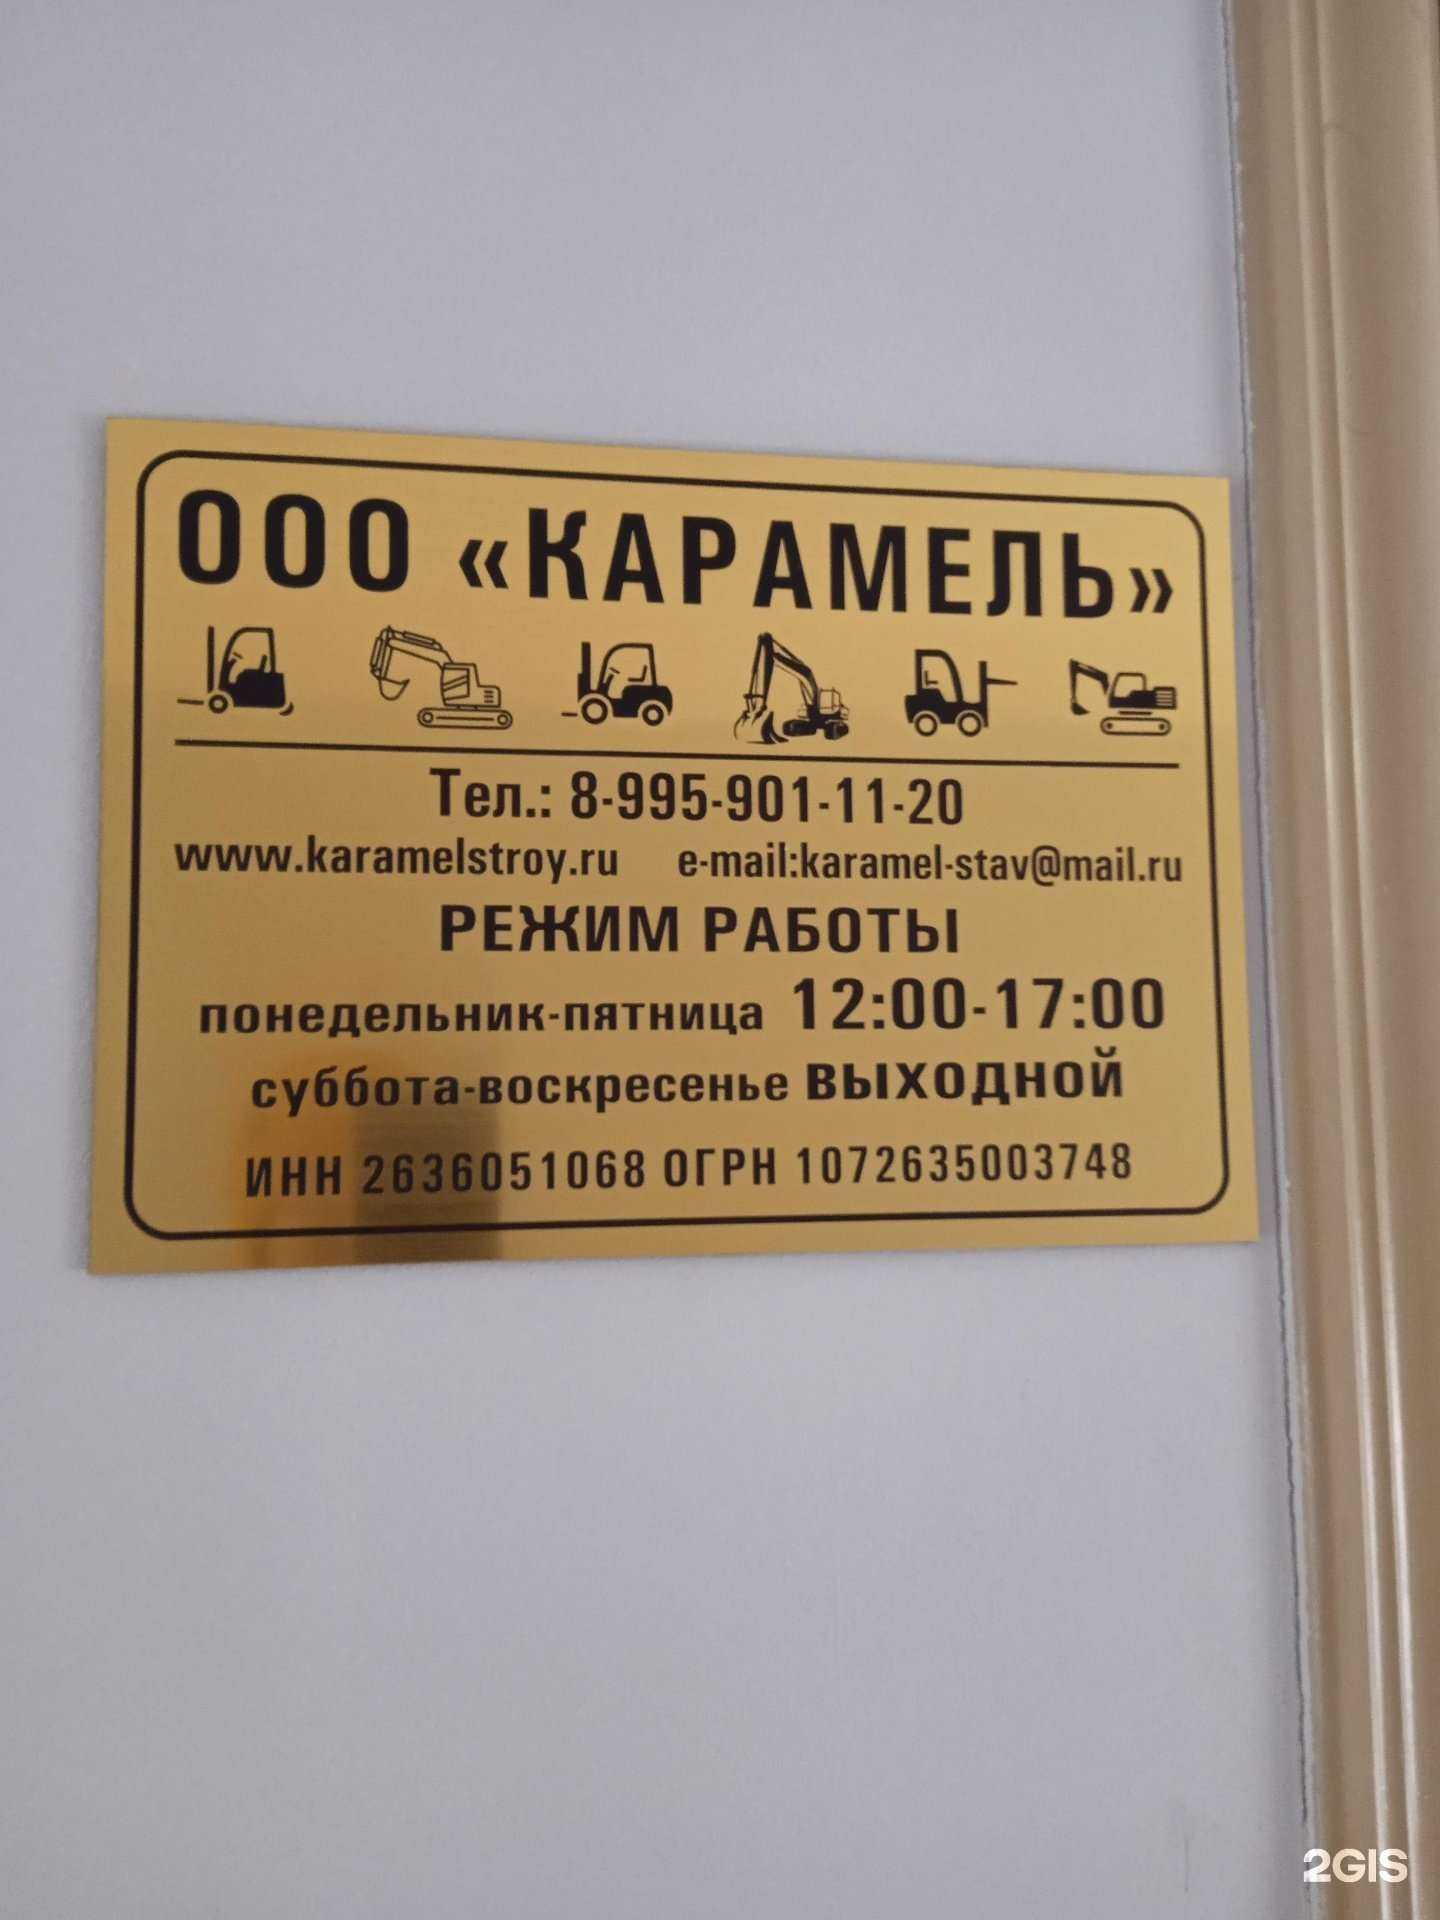 ООО «КАРАМЕЛЬ»
Тел.: 8-995-901-11-20
www.karamelstroy.ru e-mail:karamel-stav@mail.ru
РЕЖИМ РАБОТЫ
понедельник-пятница 12:00-17:00
суббота-воскресенье ВЫХОДНОЙ
ИНН 2636051068 ОГРН 1072635003748
2GIS